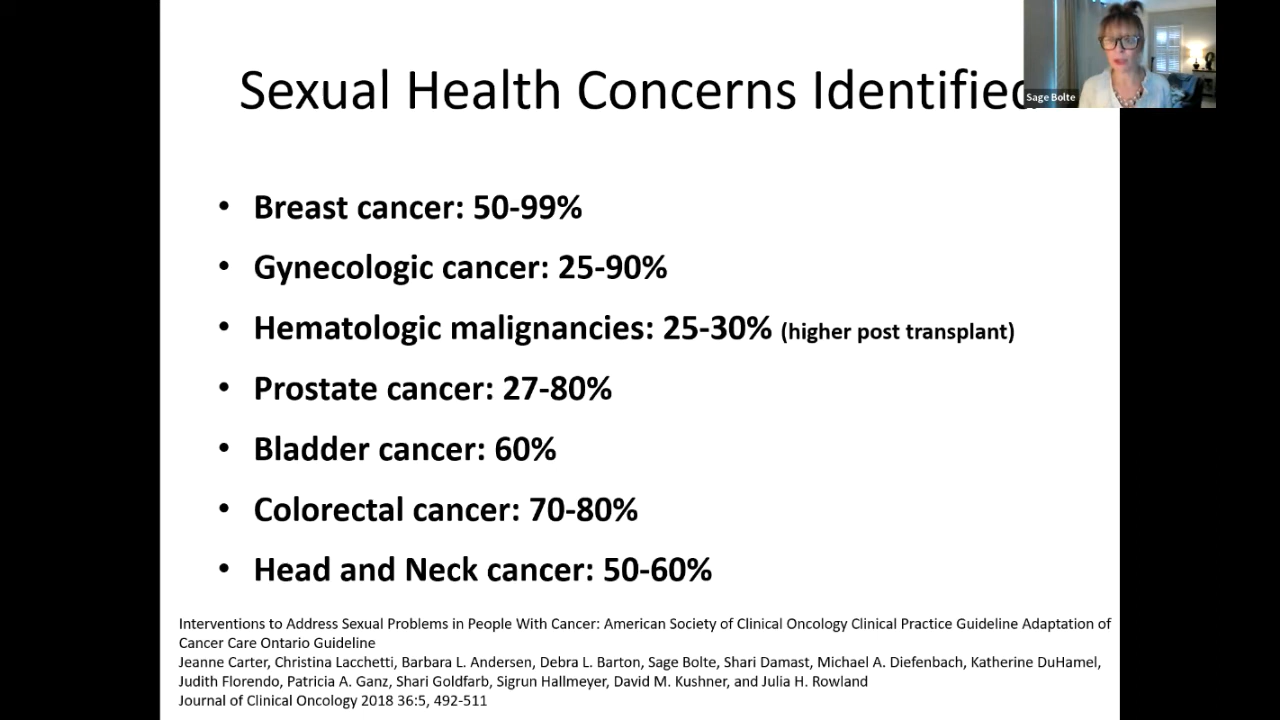 Sexual Health Concerns Identified
Sage Bolte
• Breast cancer: 50-99%
• Gynecologic cancer: 25-90%
• Hematologic malignancies: 25-30% (higher post transplant)
• Prostate cancer: 27-80%
• Bladder cancer: 60%
• Colorectal cancer: 70-80%
• Head and Neck cancer: 50-60%
Interventions to Address Sexual Problems in People With Cancer: American Society of Clinical Oncology Clinical Practice Guideline Adaptation of
Cancer Care Ontario Guideline
Jeanne Carter, Christina Lacchetti, Barbara L. Andersen, Debra L. Barton, Sage Bolte, Shari Damast, Michael A. Diefenbach, Katherine DuHamel,
Judith Florendo, Patricia A. Ganz, Shari Goldfarb, Sigrun Hallmeyer, David M. Kushner, and Julia H. Rowland
Journal of Clinical Oncology 2018 36:5, 492-511